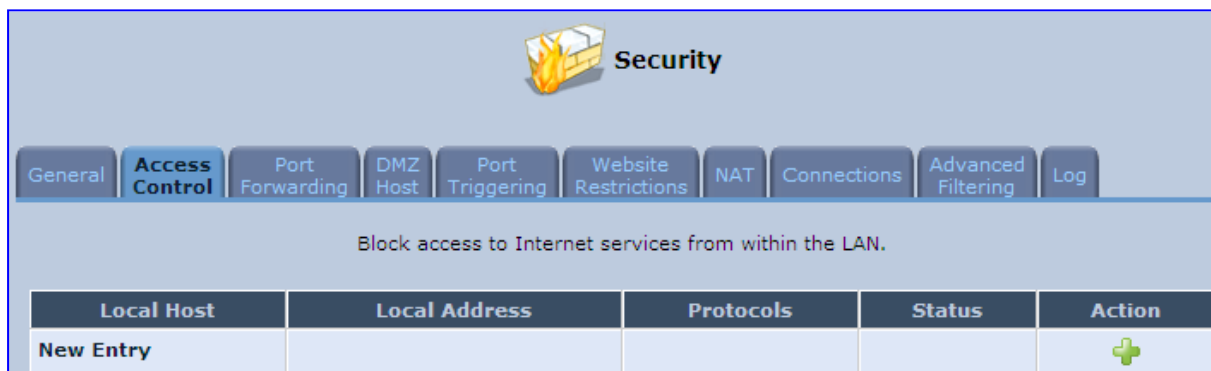 Security
General
Access Control
Port Forwarding
DMZ Host
Port Triggering
Website Restrictions
NAT
Connections
Advanced Filtering
Log
Block access to Internet services from within the LAN.
Local Host Local Address Protocols Status Action
New Entry